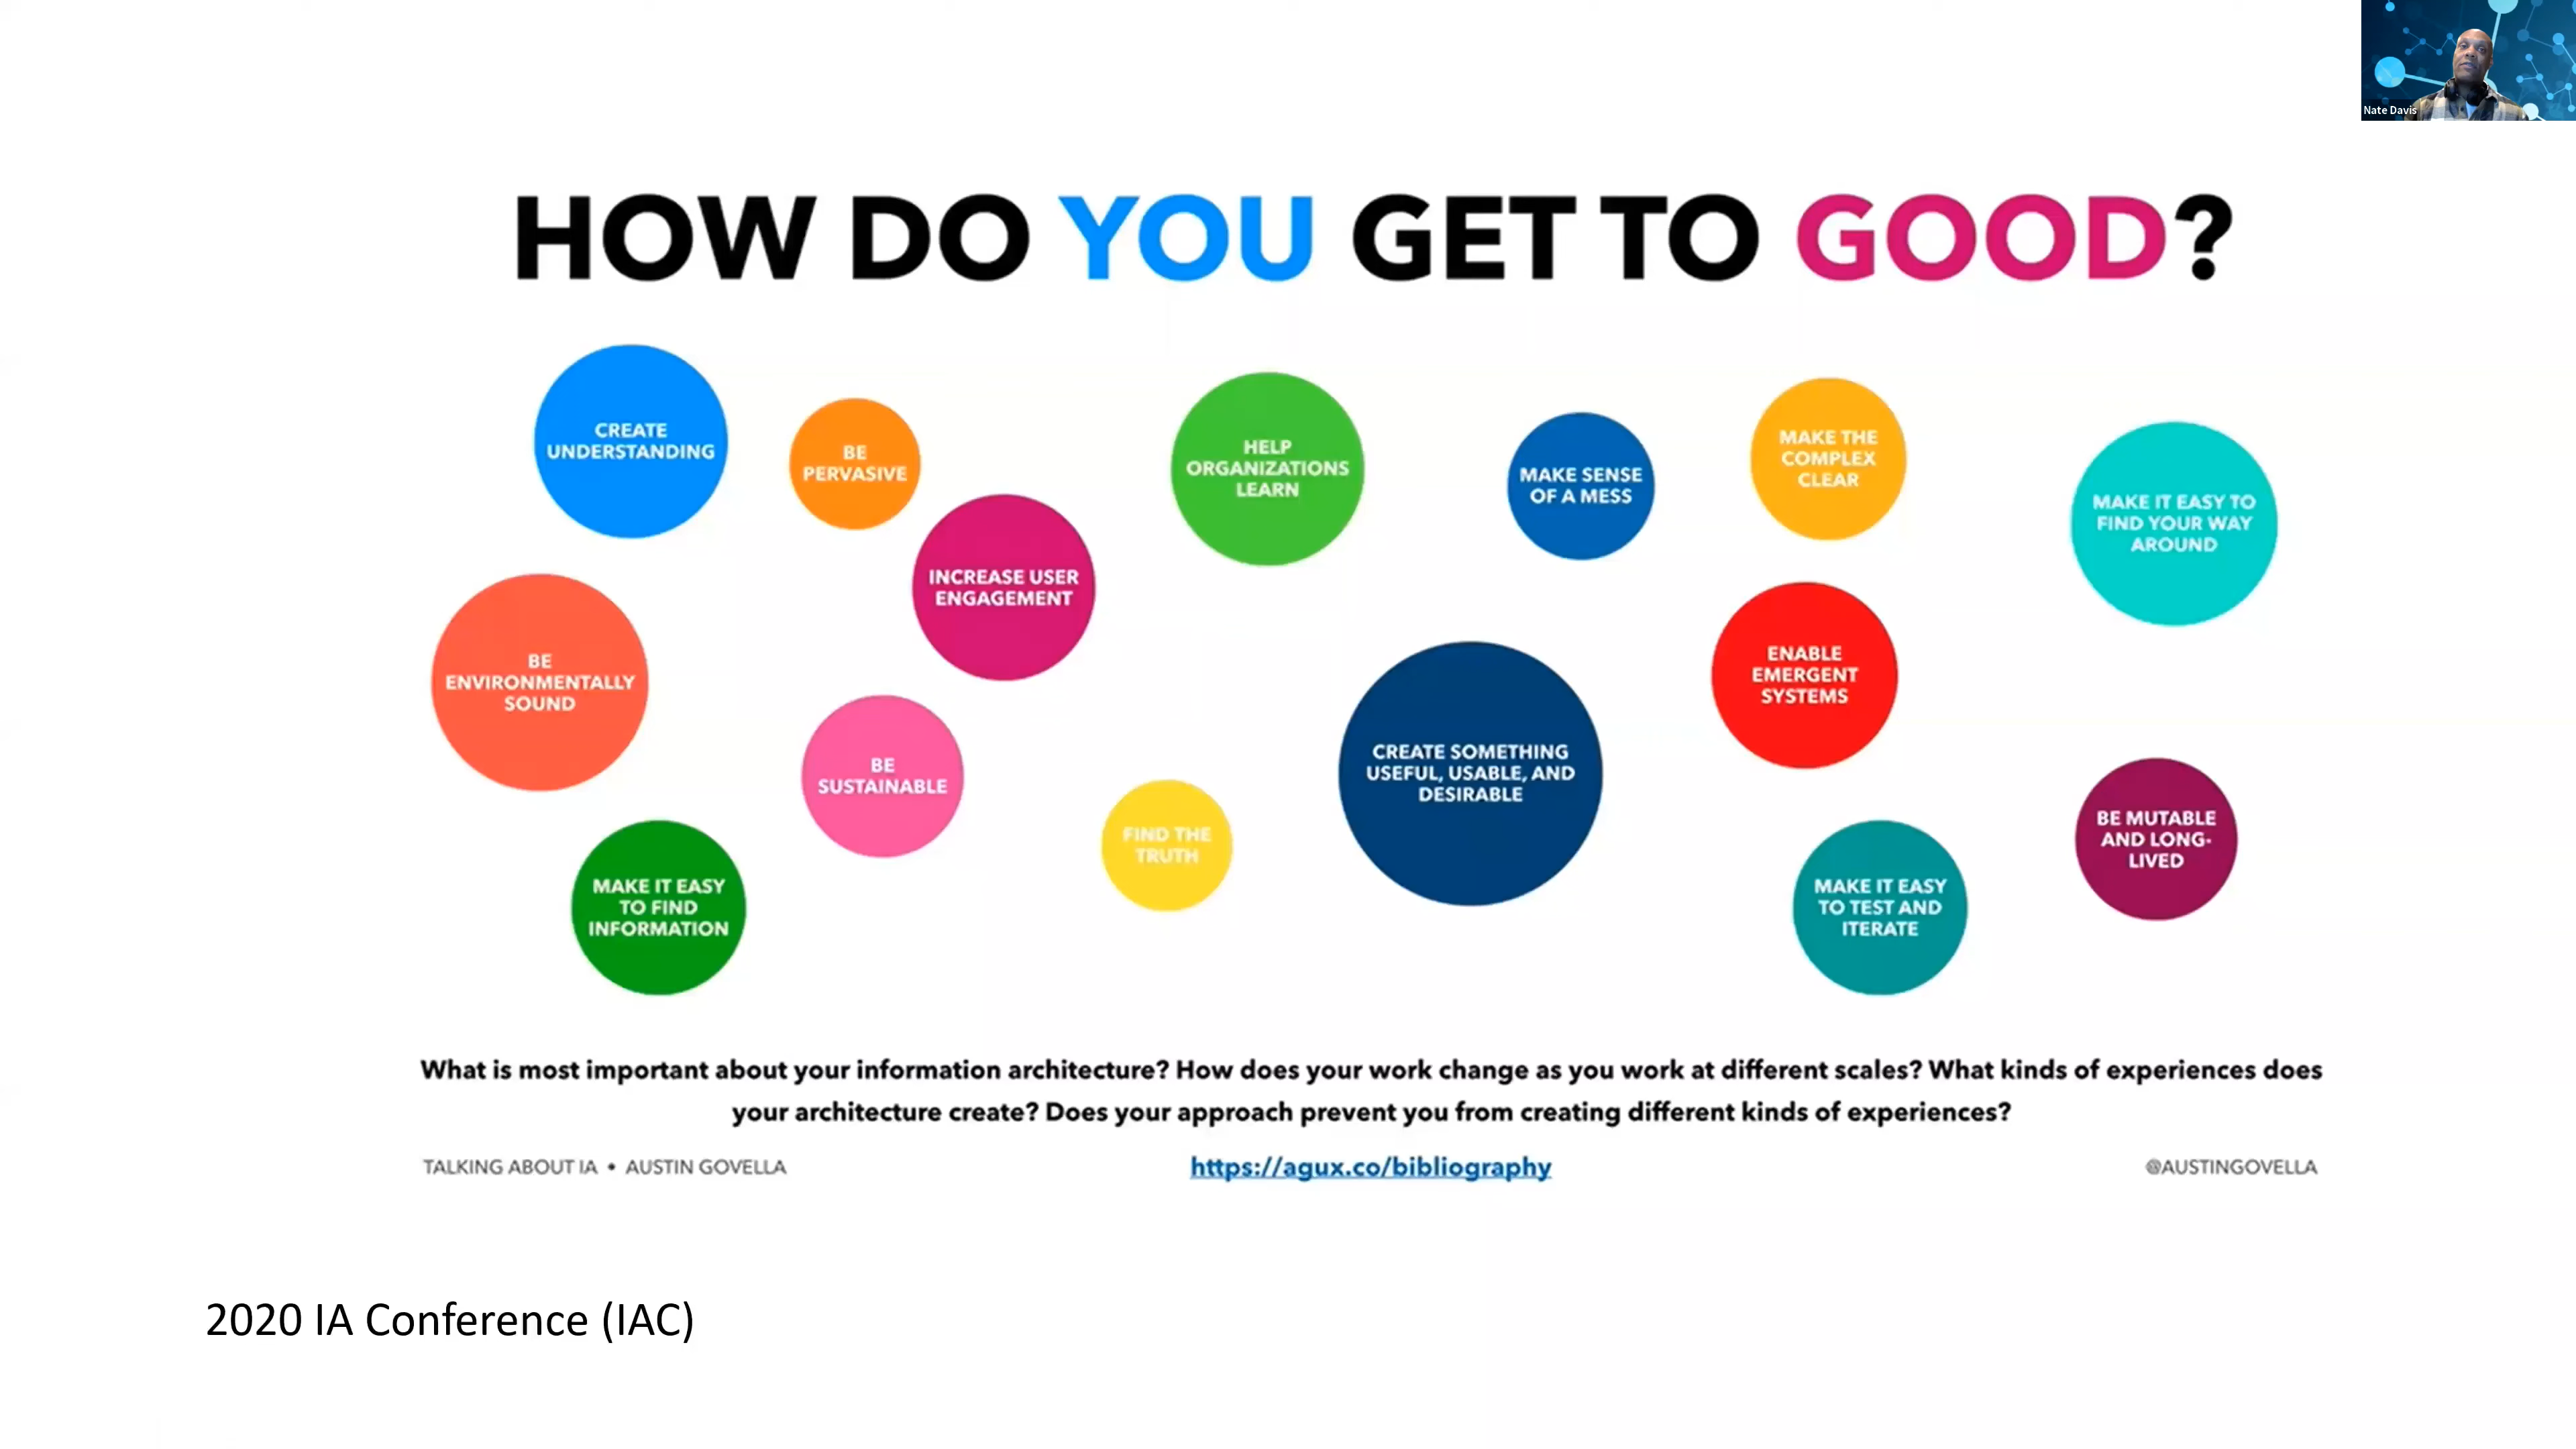 Nate Davis
HOW DO YOU GET TO GOOD?
CREATE
UNDERSTANDING
BE
PERVASIVE
INCREASE USER
ENGAGEMENT
HELP
ORGANIZATIONS
LEARN
MAKE SENSE
OF A MESS
MAKE THE
COMPLEX
CLEAR
MAKE IT EASY TO
FIND YOUR WAY
AROUND
BE
ENVIRONMENTALLY
SOUND
BE
SUSTAINABLE
FIND THE
TRUTH
CREATE SOMETHING
USEFUL, USABLE, AND
DESIRABLE
ENABLE
EMERGENT
SYSTEMS
BE MUTABLE
AND LONG-
LIVED
MAKE IT EASY
TO FIND
INFORMATION
MAKE IT EASY
TO TEST AND
ITERATE
What is most important about your information architecture? How does your work change as you work at different scales? What kinds of experiences does
your architecture create? Does your approach prevent you from creating different kinds of experiences?
TALKING ABOUT IA • AUSTIN GOVELLA
https://agux.co/bibliography
@AUSTINGOVELLA
2020 IA Conference (IAC)